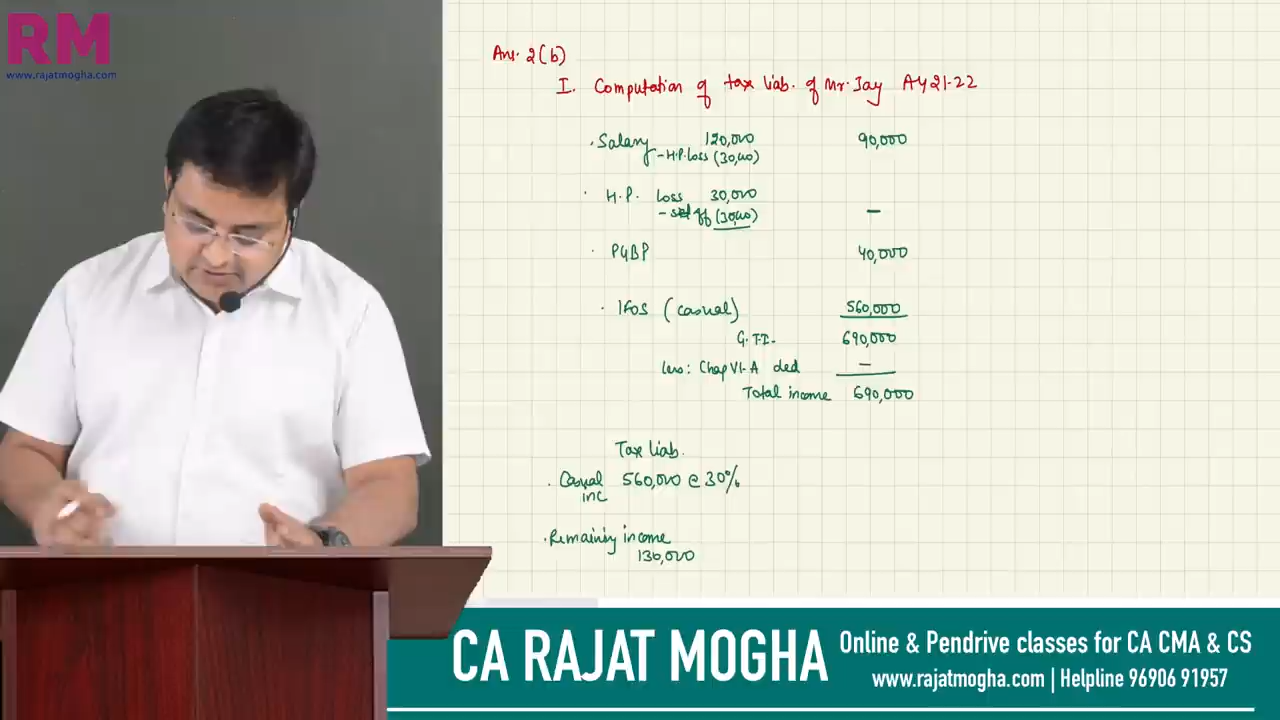 RM
www.rajatmogha.com
Ans. 2(b)
I. Computation of tax liab. of Mr. Jay AY 21-22
· Salary 120,000 90,000
- H.P. loss (30,000)
· H.P. loss 30,000
- set off (30,000) -
· PGBP 40,000
· IFOS (casual) 560,000
G.T.I. 690,000
Less: Chap VI-A ded -
Total income 690,000
Tax liab.
· Casual inc 560,000 @ 30%
· Remaining income
130,000
CA RAJAT MOGHA
Online & Pendrive classes for CA CMA & CS
www.rajatmogha.com | Helpline 96906 91957